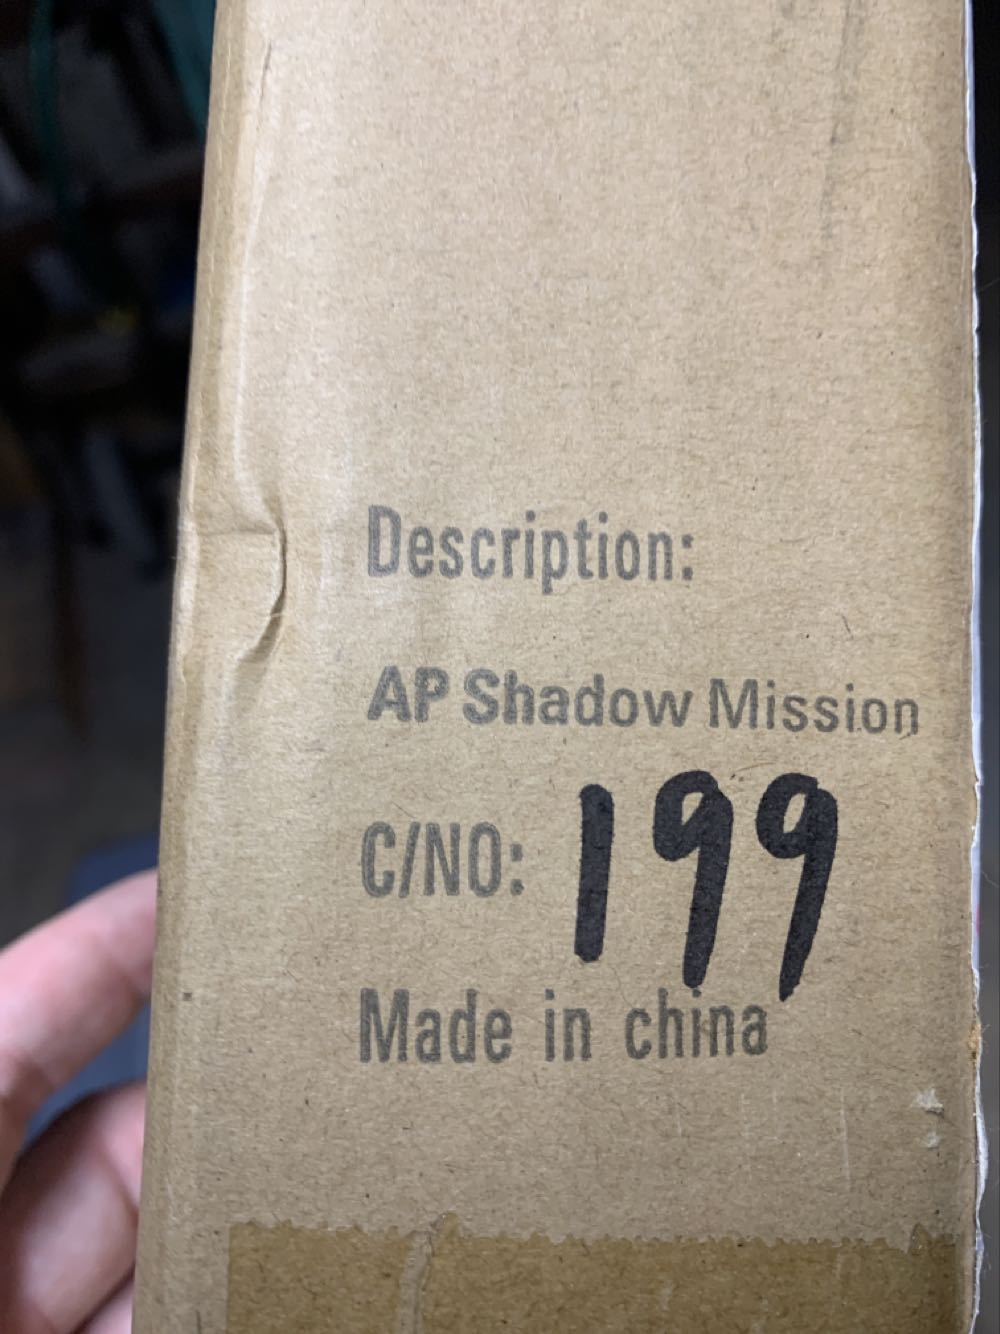 Description:
AP Shadow Mission
C/NO: 199
Made in china